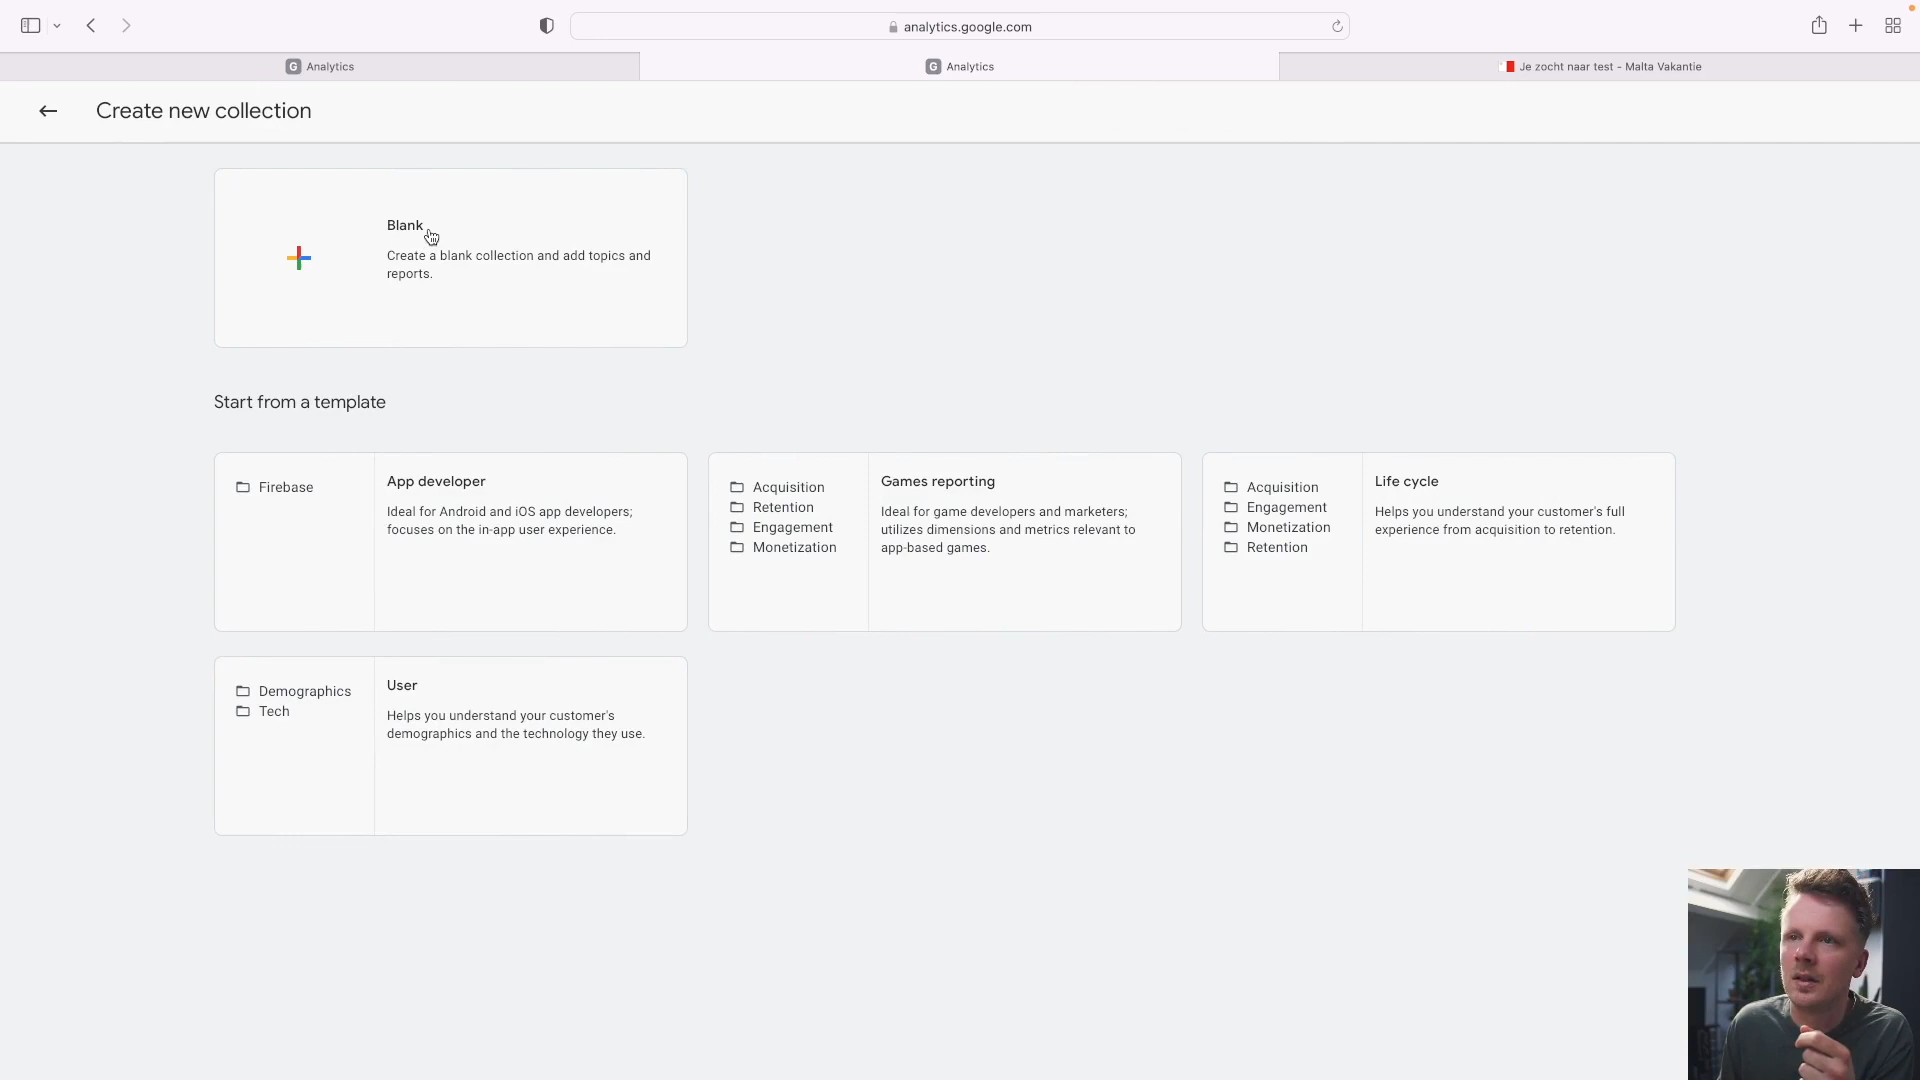 analytics.google.com
G Analytics
G Analytics
Je zocht naar test - Malta Vakantie
Create new collection
Blank
Create a blank collection and add topics and
reports.
Start from a template
Firebase
App developer
Ideal for Android and iOS app developers;
focuses on the in-app user experience.
Acquisition
Retention
Engagement
Monetization
Games reporting
Ideal for game developers and marketers;
utilizes dimensions and metrics relevant to
app-based games.
Acquisition
Engagement
Monetization
Retention
Life cycle
Helps you understand your customer's full
experience from acquisition to retention.
Demographics
Tech
User
Helps you understand your customer's
demographics and the technology they use.